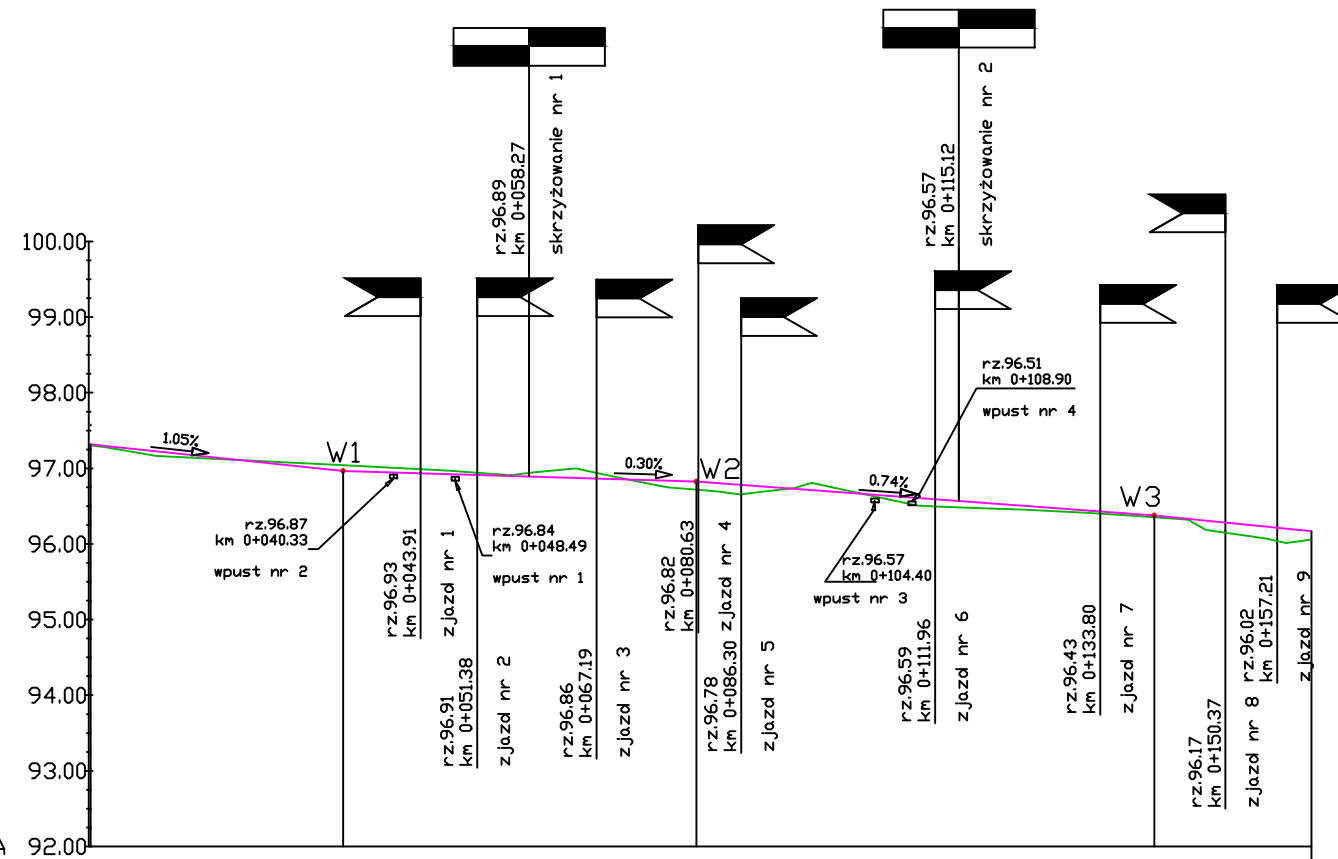 skrzyżowanie nr 1
rz.96.89
km 0+058.27
skrzyżowanie nr 2
rz.96.57
km 0+115.12
100.00
99.00
98.00
97.00
96.00
95.00
94.00
93.00
92.00
1.05%
W1
0.30%
W2
0.74%
W3
rz.96.51
km 0+108.90
wpust nr 4
rz.96.87
km 0+040.33
wpust nr 2
rz.96.93
km 0+043.91
zjazd nr 1
rz.96.84
km 0+048.49
wpust nr 1
rz.96.91
km 0+051.38
zjazd nr 2
rz.96.86
km 0+067.19
zjazd nr 3
rz.96.82
km 0+080.63
zjazd nr 4
rz.96.78
km 0+086.30
zjazd nr 5
rz.96.57
km 0+104.40
wpust nr 3
rz.96.59
km 0+111.96
zjazd nr 6
rz.96.43
km 0+133.80
zjazd nr 7
rz.96.17
km 0+150.37
zjazd nr 8
rz.96.02
km 0+157.21
zjazd nr 9